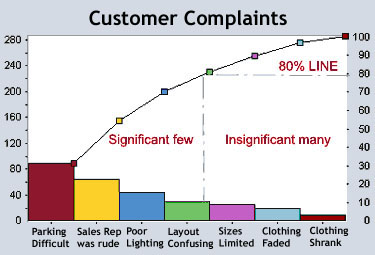 Customer Complaints
280
240
200
160
120
80
40
0
100
90
80
70
60
50
40
30
20
10
0
80% LINE
Significant few
Insignificant many
Parking Difficult
Sales Rep was rude
Poor Lighting
Layout Confusing
Sizes Limited
Clothing Faded
Clothing Shrank